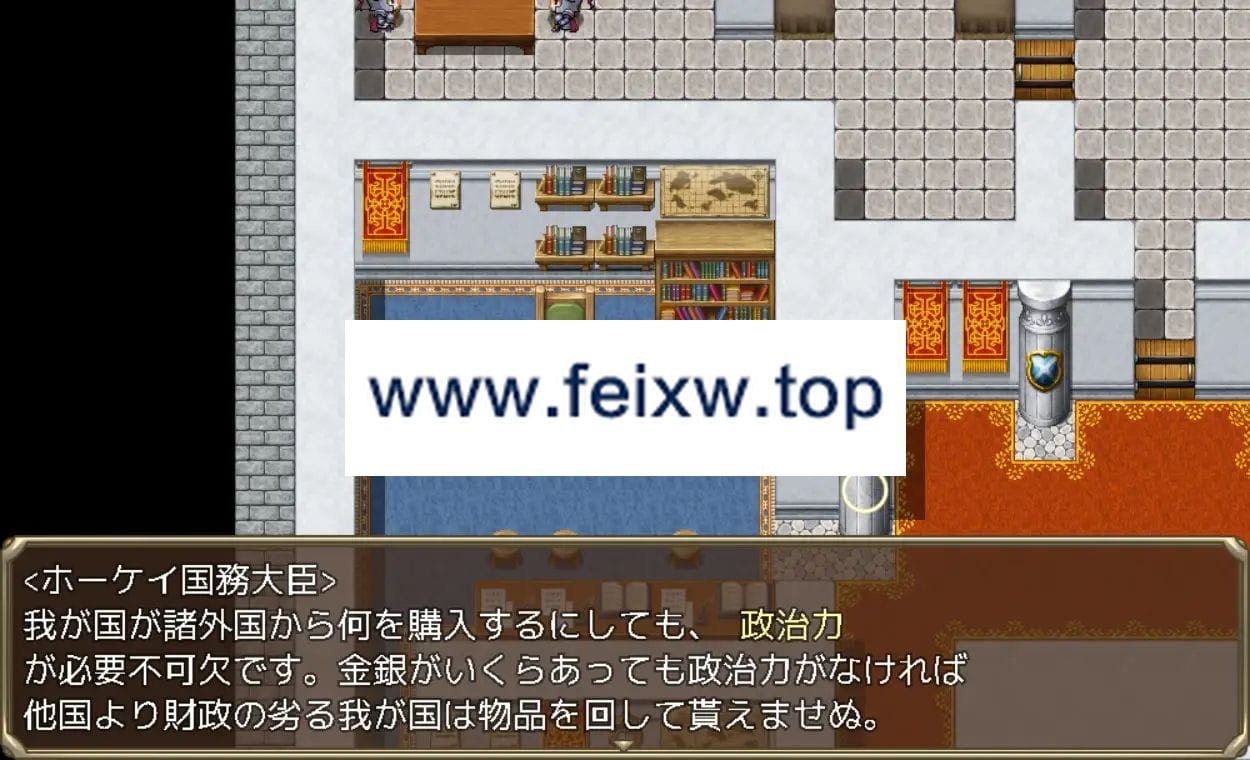 www.feixw.top
<ホーケイ国務大臣>
我が国が諸外国から何を購入するにしても、 政治力
が必要不可欠です。金銀がいくらあっても政治力がなければ
他国より財政の劣る我が国は物品を回して貰えませぬ。